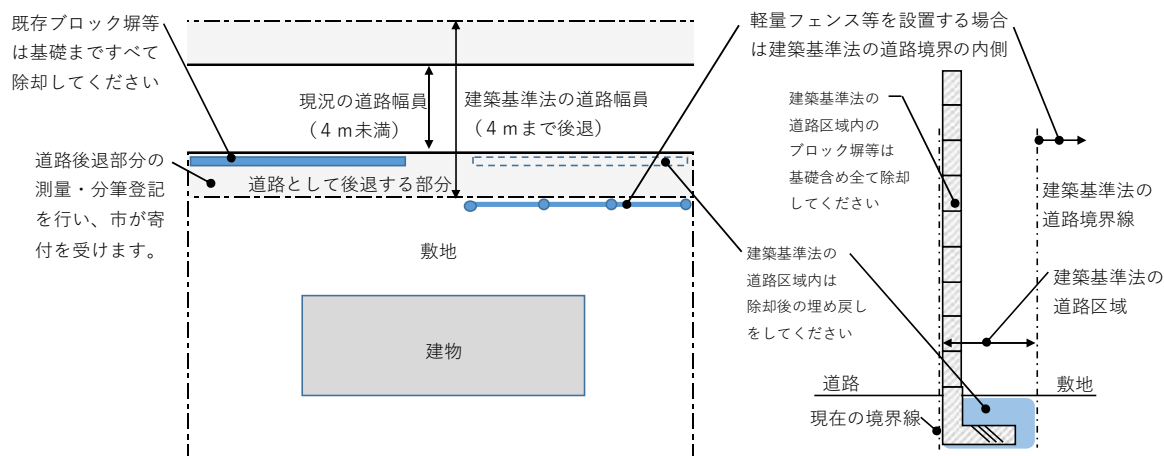 既存ブロック塀等
は基礎まですべて
除却してください
現況の道路幅員
（４ｍ未満）
建築基準法の道路幅員
（４ｍまで後退）
道路後退部分の
測量・分筆登記
を行い、市が寄
付を受けます。
道路として後退する部分
敷地
建物
軽量フェンス等を設置する場合
は建築基準法の道路境界の内側
建築基準法の
道路区域内の
ブロック塀等は
基礎含め全て除却
してください
建築基準法の
道路境界線
建築基準法の
道路区域内は
除却後の埋め戻し
をしてください
建築基準法の
道路区域
道路
敷地
現在の境界線